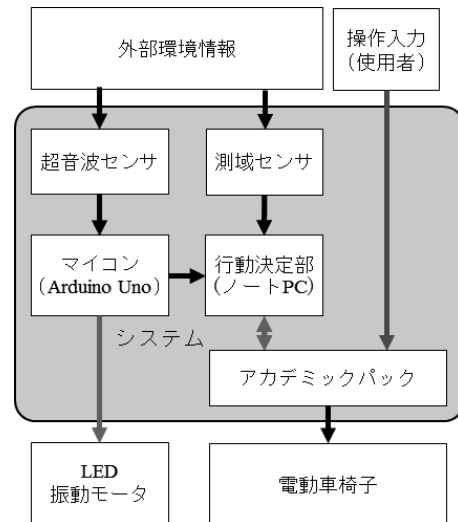 外部環境情報
操作入力
(使用者)
超音波センサ
測域センサ
マイコン
(Arduino Uno)
行動決定部
(ノートPC)
システム
アカデミックパック
LED
振動モータ
電動車椅子